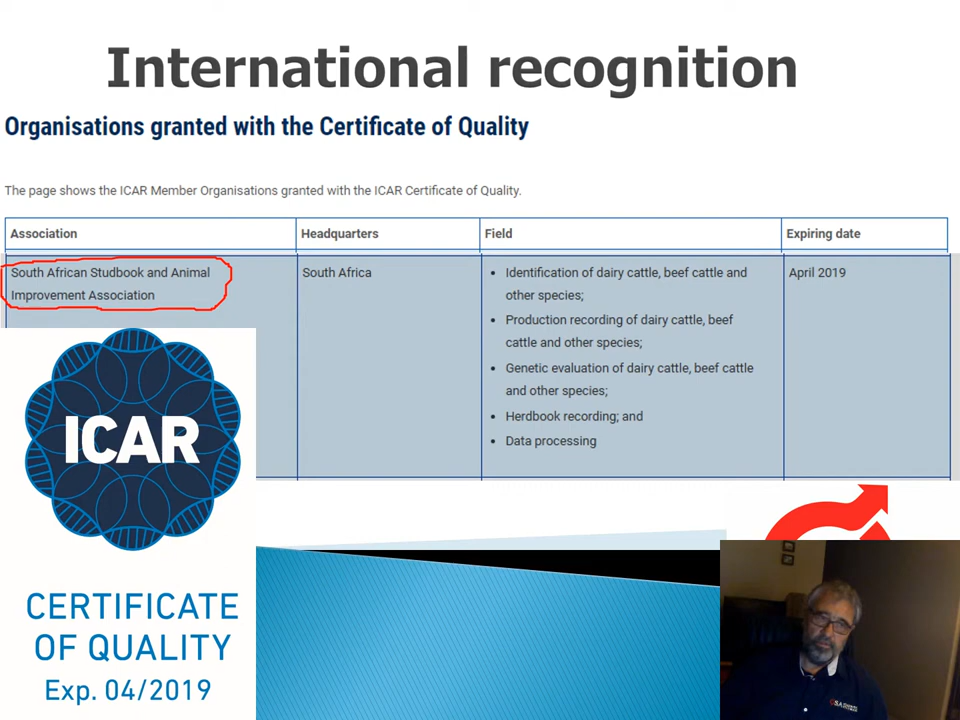 International recognition
Organisations granted with the Certificate of Quality
The page shows the ICAR Member Organisations granted with the ICAR Certificate of Quality.
Association Headquarters Field Expiring date
South African Studbook and Animal
Improvement Association
South Africa
• Identification of dairy cattle, beef cattle and
other species;
• Production recording of dairy cattle, beef
cattle and other species;
• Genetic evaluation of dairy cattle, beef cattle
and other species;
• Herdbook recording; and
• Data processing
April 2019
ICAR
CERTIFICATE
OF QUALITY
Exp. 04/2019